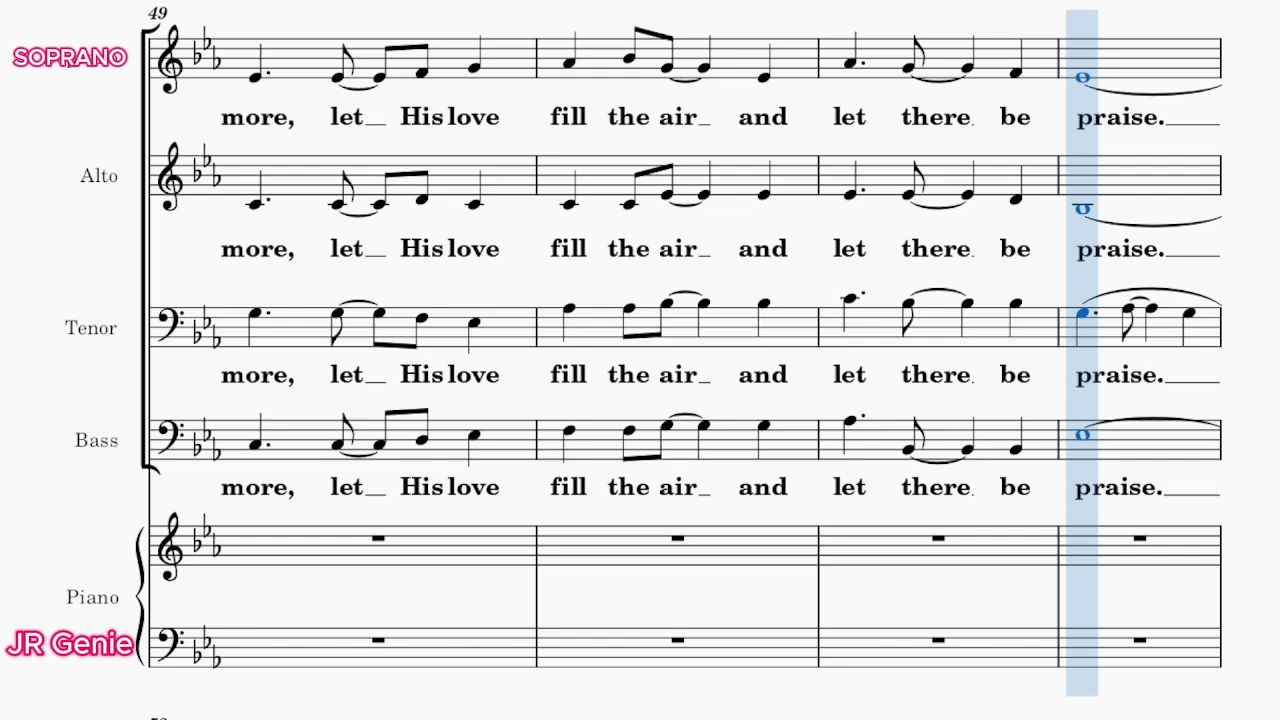 49
SOPRANO
more, let His love fill the air and let there be praise.
Alto
more, let His love fill the air and let there be praise.
Tenor
more, let His love fill the air and let there be praise.
Bass
more, let His love fill the air and let there be praise.
Piano
JR Genie